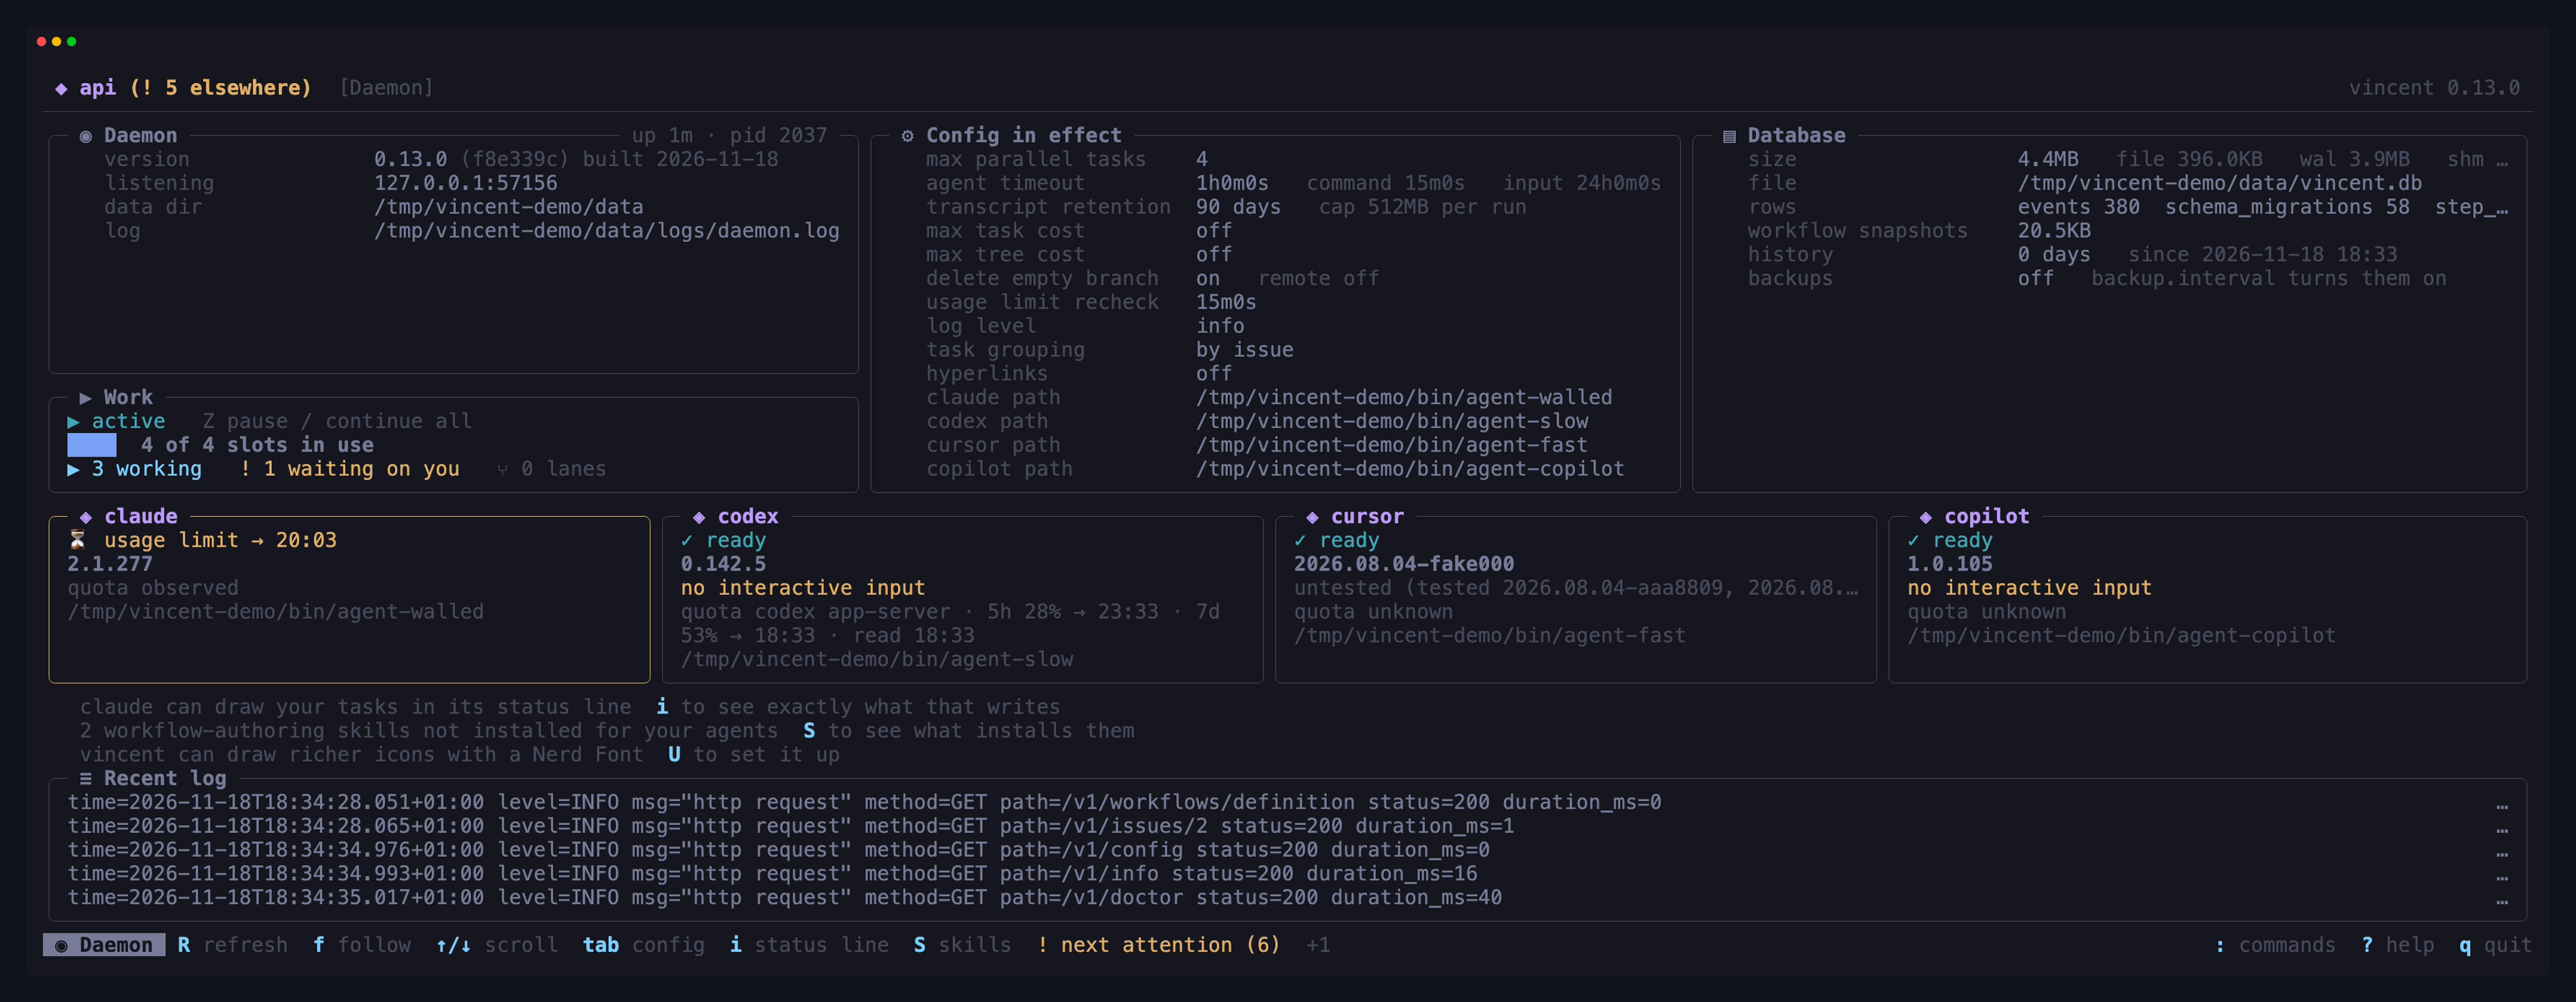 ◆ api (! 5 elsewhere) [Daemon] vincent 0.13.0
◉ Daemon up 1m · pid 2037
version 0.13.0 (f8e339c) built 2026-11-18
listening 127.0.0.1:57156
data dir /tmp/vincent-demo/data
log /tmp/vincent-demo/data/logs/daemon.log
▶ Work
▶ active Z pause / continue all
4 of 4 slots in use
▶ 3 working ! 1 waiting on you ⑂ 0 lanes
⚙ Config in effect
max parallel tasks 4
agent timeout 1h0m0s command 15m0s input 24h0m0s
transcript retention 90 days cap 512MB per run
max task cost off
max tree cost off
delete empty branch on remote off
usage limit recheck 15m0s
log level info
task grouping by issue
hyperlinks off
claude path /tmp/vincent-demo/bin/agent-walled
codex path /tmp/vincent-demo/bin/agent-slow
cursor path /tmp/vincent-demo/bin/agent-fast
copilot path /tmp/vincent-demo/bin/agent-copilot
▤ Database
size 4.4MB file 396.0KB wal 3.9MB shm …
file /tmp/vincent-demo/data/vincent.db
rows events 380 schema_migrations 58 step_…
workflow snapshots 20.5KB
history 0 days since 2026-11-18 18:33
backups off backup.interval turns them on
◈ claude
⏳ usage limit → 20:03
2.1.277
quota observed
/tmp/vincent-demo/bin/agent-walled
◈ codex
✓ ready
0.142.5
no interactive input
quota codex app-server · 5h 28% → 23:33 · 7d
53% → 18:33 · read 18:33
/tmp/vincent-demo/bin/agent-slow
◈ cursor
✓ ready
2026.08.04-fake000
untested (tested 2026.08.04-aaa8809, 2026.08.…
quota unknown
/tmp/vincent-demo/bin/agent-fast
◈ copilot
✓ ready
1.0.105
no interactive input
quota unknown
/tmp/vincent-demo/bin/agent-copilot
claude can draw your tasks in its status line i to see exactly what that writes
2 workflow-authoring skills not installed for your agents S to see what installs them
vincent can draw richer icons with a Nerd Font U to set it up
≡ Recent log
time=2026-11-18T18:34:28.051+01:00 level=INFO msg="http request" method=GET path=/v1/workflows/definition status=200 duration_ms=0 …
time=2026-11-18T18:34:28.065+01:00 level=INFO msg="http request" method=GET path=/v1/issues/2 status=200 duration_ms=1 …
time=2026-11-18T18:34:34.976+01:00 level=INFO msg="http request" method=GET path=/v1/config status=200 duration_ms=0 …
time=2026-11-18T18:34:34.993+01:00 level=INFO msg="http request" method=GET path=/v1/info status=200 duration_ms=16 …
time=2026-11-18T18:34:35.017+01:00 level=INFO msg="http request" method=GET path=/v1/doctor status=200 duration_ms=40 …
◉ Daemon R refresh f follow ↑/↓ scroll tab config i status line S skills ! next attention (6) +1 : commands ? help q quit